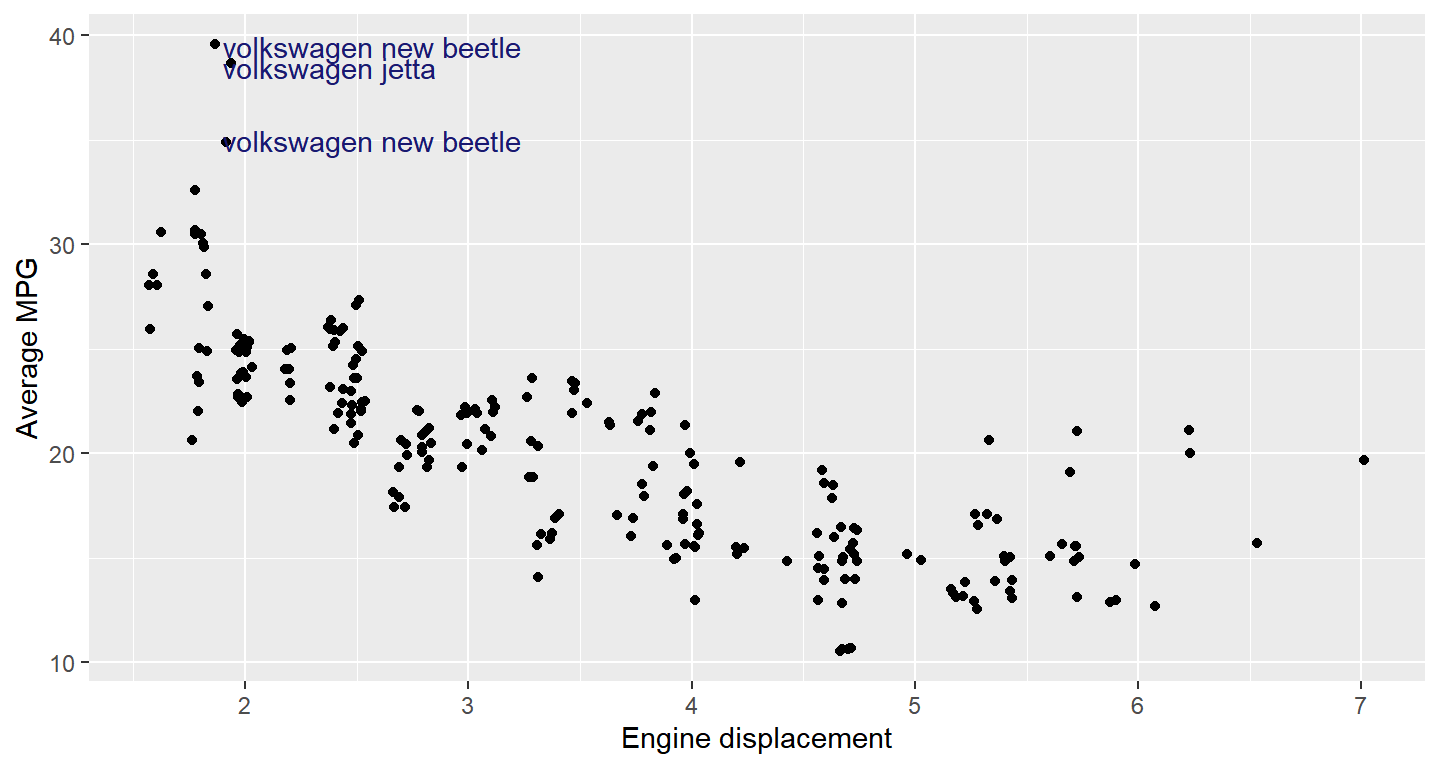 40
volkswagen new beetle
volkswagen jetta
volkswagen new beetle
30
Average MPG
20
10
2 3 4 5 6 7
Engine displacement